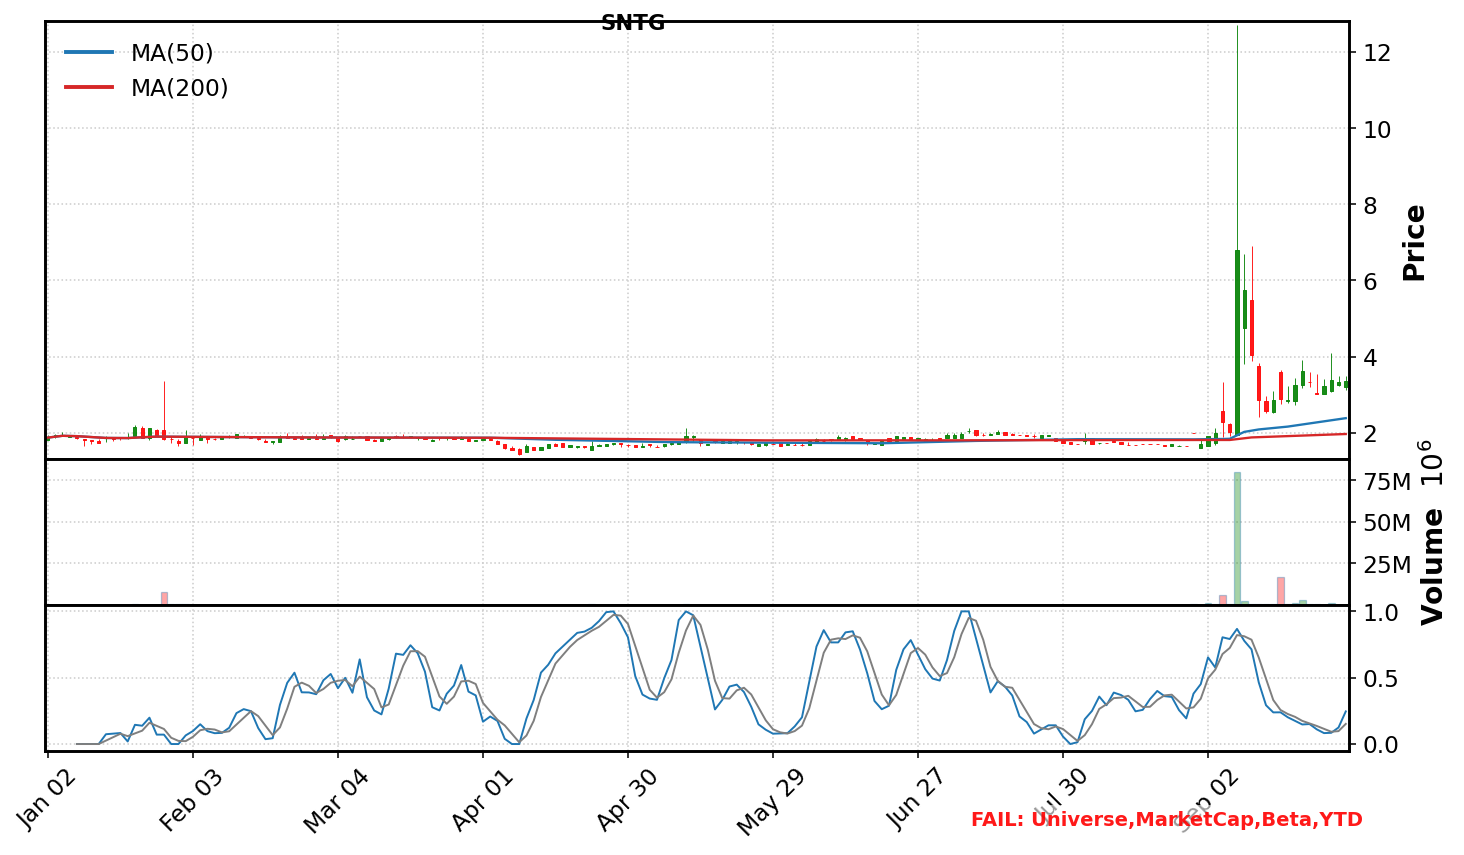 SNTG
MA(50)
MA(200)
12
10
8
6
4
2
Price
75M
50M
25M
Volume 10^6
1.0
0.5
0.0
Jan 02
Feb 03
Mar 04
Apr 01
Apr 30
May 29
Jun 27
Jul 30
Sep 02
FAIL: Universe,MarketCap,Beta,YTD